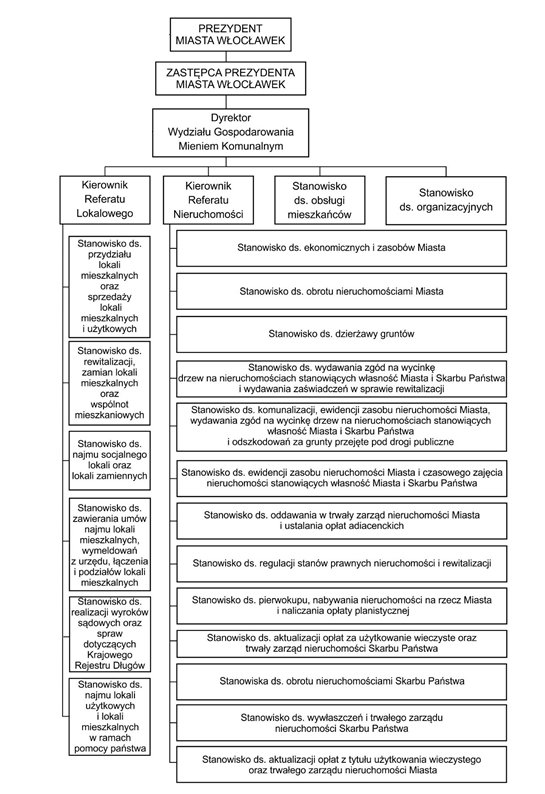 PREZYDENT
MIASTA WŁOCŁAWEK
ZASTĘPCA PREZYDENTA
MIASTA WŁOCŁAWEK
Dyrektor
Wydziału Gospodarowania
Mieniem Komunalnym
Kierownik
Referatu
Lokalowego
Kierownik
Referatu
Nieruchomości
Stanowisko
ds. obsługi
mieszkańców
Stanowisko
ds. organizacyjnych
Stanowisko ds.
przydziału
lokali
mieszkalnych
oraz
sprzedaży
lokali
mieszkalnych
i użytkowych
Stanowisko ds.
rewitalizacji,
zamian lokali
mieszkalnych
oraz
wspólnot
mieszkaniowych
Stanowisko ds.
najmu socjalnego
lokali oraz
lokali zamiennych
Stanowisko ds.
zawierania umów
najmu lokali
mieszkalnych,
wymeldowań
z urzędu, łączenia
i podziałów lokali
mieszkalnych
Stanowisko ds.
realizacji wyroków
sądowych oraz
spraw
dotyczących
Krajowego
Rejestru Długów
Stanowisko ds.
najmu lokali
użytkowych
i lokali
mieszkalnych
w ramach
pomocy państwa
Stanowisko ds. ekonomicznych i zasobów Miasta
Stanowisko ds. obrotu nieruchomościami Miasta
Stanowisko ds. dzierżawy gruntów
Stanowisko ds. wydawania zgód na wycinkę
drzew na nieruchomościach stanowiących własność Miasta i Skarbu Państwa
i wydawania zaświadczeń w sprawie rewitalizacji
Stanowisko ds. komunalizacji, ewidencji zasobu nieruchomości Miasta,
wydawania zgód na wycinkę drzew na nieruchomościach stanowiących
własność Miasta i Skarbu Państwa
i odszkodowań za grunty przejęte pod drogi publiczne
Stanowisko ds. ewidencji zasobu nieruchomości Miasta i czasowego zajęcia
nieruchomości stanowiących własność Miasta i Skarbu Państwa
Stanowisko ds. oddawania w trwały zarząd nieruchomości Miasta
i ustalania opłat adiacenckich
Stanowisko ds. regulacji stanów prawnych nieruchomości i rewitalizacji
Stanowisko ds. pierwokupu, nabywania nieruchomości na rzecz Miasta
i naliczania opłaty planistycznej
Stanowisko ds. aktualizacji opłat za użytkowanie wieczyste oraz
trwały zarząd nieruchomości Skarbu Państwa
Stanowiska ds. obrotu nieruchomościami Skarbu Państwa
Stanowisko ds. wywłaszczeń i trwałego zarządu
nieruchomości Skarbu Państwa
Stanowisko ds. aktualizacji opłat z tytułu użytkowania wieczystego
oraz trwałego zarządu nieruchomości Miasta